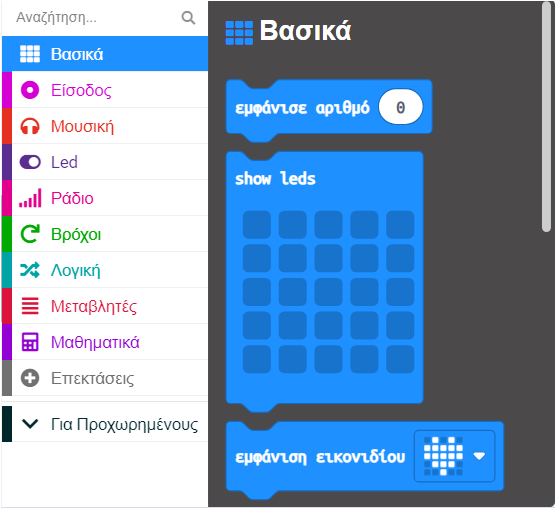 Αναζήτηση...
Βασικά
Είσοδος
Μουσική
Led
Ράδιο
Βρόχοι
Λογική
Μεταβλητές
Μαθηματικά
Επεκτάσεις
Για Προχωρημένους
Βασικά
εμφάνισε αριθμό 0
show leds
εμφάνιση εικονιδίου